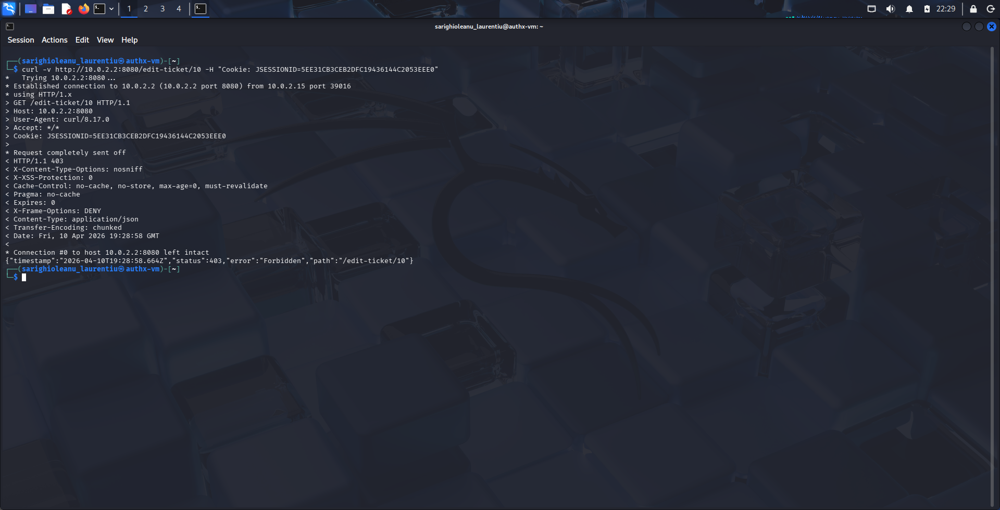 1 2 3 4 22:29
sarighioleanu_laurentiu@authx-vm: ~
Session Actions Edit View Help
┌──(sarighioleanu_laurentiu㉿authx-vm)-[~]
└─$ curl -v http://10.0.2.2:8080/edit-ticket/10 -H "Cookie: JSESSIONID=5EE31CB3CEB2DFC19436144C2053EEE0"
*   Trying 10.0.2.2:8080...
* Established connection to 10.0.2.2 (10.0.2.2 port 8080) from 10.0.2.15 port 39016
* using HTTP/1.x
> GET /edit-ticket/10 HTTP/1.1
> Host: 10.0.2.2:8080
> User-Agent: curl/8.17.0
> Accept: */*
> Cookie: JSESSIONID=5EE31CB3CEB2DFC19436144C2053EEE0
>
* Request completely sent off
< HTTP/1.1 403
< X-Content-Type-Options: nosniff
< X-XSS-Protection: 0
< Cache-Control: no-cache, no-store, max-age=0, must-revalidate
< Pragma: no-cache
< Expires: 0
< X-Frame-Options: DENY
< Content-Type: application/json
< Transfer-Encoding: chunked
< Date: Fri, 10 Apr 2026 19:28:58 GMT
<
* Connection #0 to host 10.0.2.2:8080 left intact
{"timestamp":"2026-04-10T19:28:58.664Z","status":403,"error":"Forbidden","path":"/edit-ticket/10"}
┌──(sarighioleanu_laurentiu㉿authx-vm)-[~]
└─$